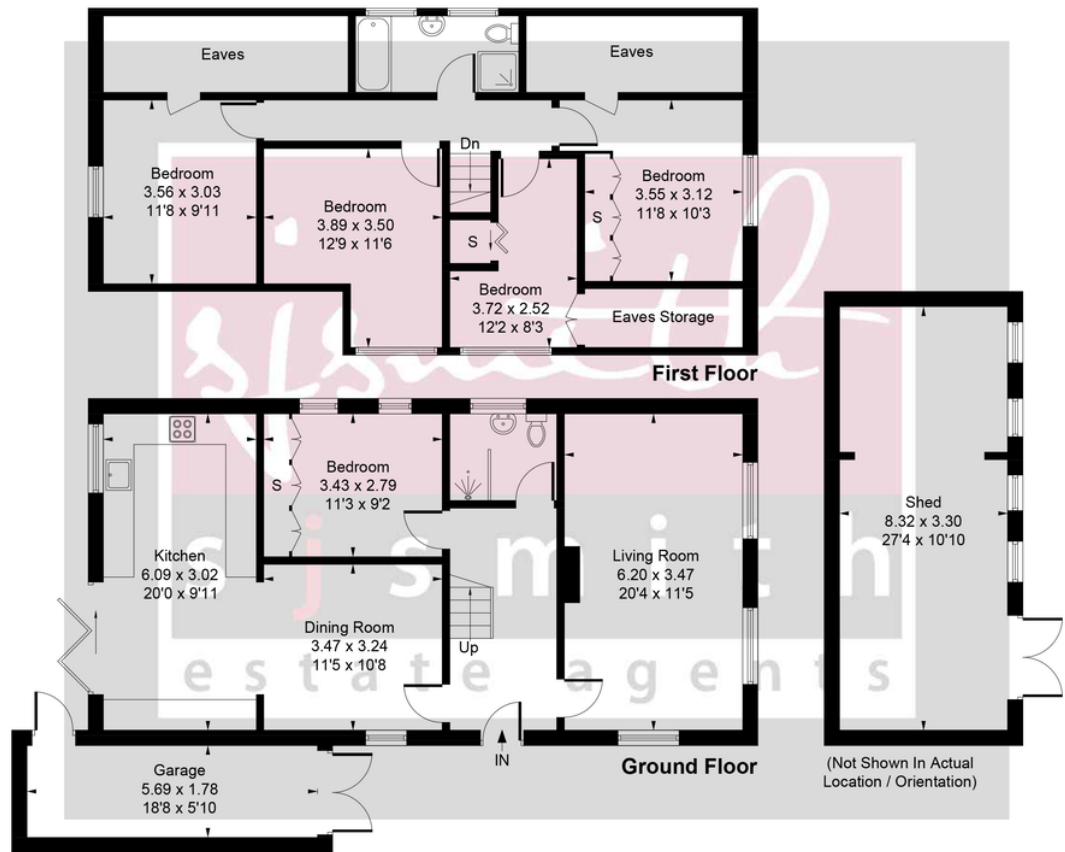 Eaves
Eaves
Dn
Bedroom
3.56 x 3.03
11'8 x 9'11
Bedroom
3.89 x 3.50
12'9 x 11'6
S
Bedroom
3.72 x 2.52
12'2 x 8'3
S
Bedroom
3.55 x 3.12
11'8 x 10'3
Eaves Storage
First Floor
sjsmith
S
Bedroom
3.43 x 2.79
11'3 x 9'2
Kitchen
6.09 x 3.02
20'0 x 9'11
Dining Room
3.47 x 3.24
11'5 x 10'8
Up
Living Room
6.20 x 3.47
20'4 x 11'5
Shed
8.32 x 3.30
27'4 x 10'10
sjsmith
estate agents
IN
Ground Floor
(Not Shown In Actual
Location / Orientation)
Garage
5.69 x 1.78
18'8 x 5'10